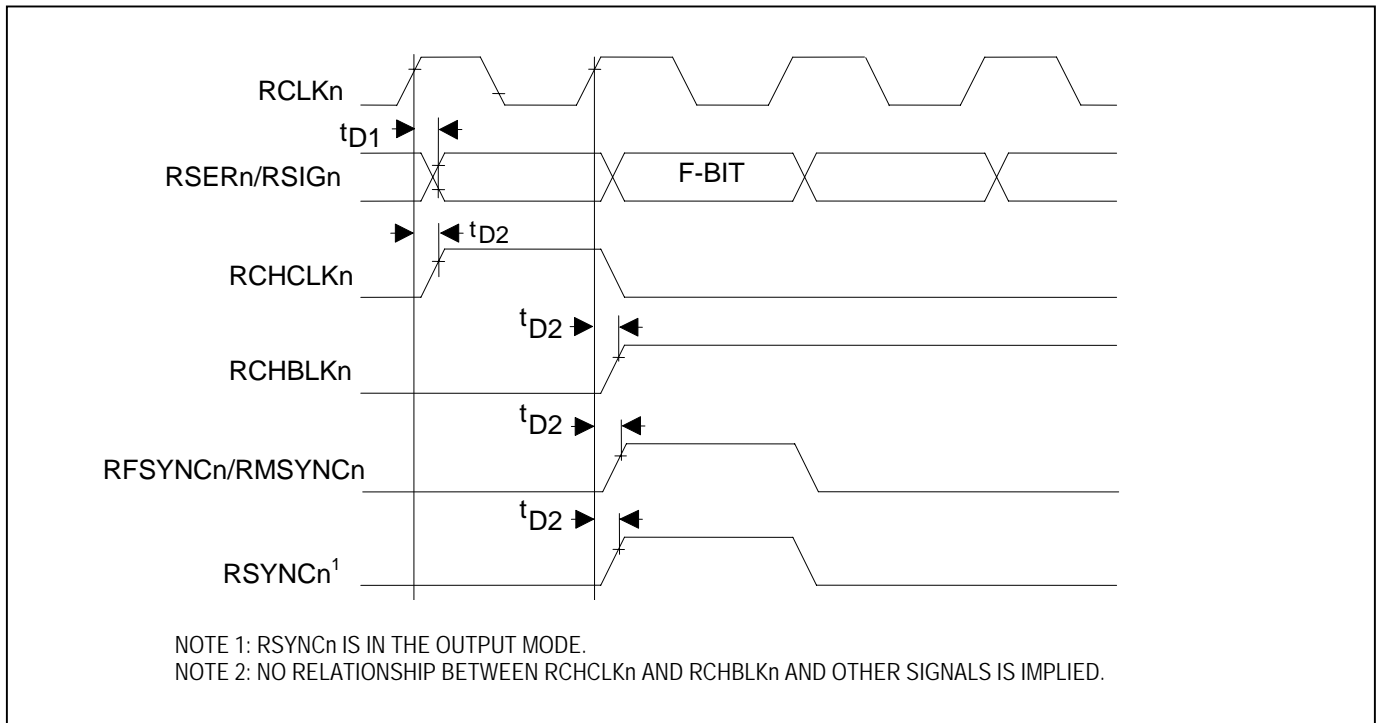 RCLKn
tD1
RSERn/RSIGn
F-BIT
tD2
RCHCLKn
tD2
RCHBLKn
tD2
RFSYNCn/RMSYNCn
tD2
RSYNCn¹
NOTE 1: RSYNCn IS IN THE OUTPUT MODE.
NOTE 2: NO RELATIONSHIP BETWEEN RCHCLKn AND RCHBLKn AND OTHER SIGNALS IS IMPLIED.